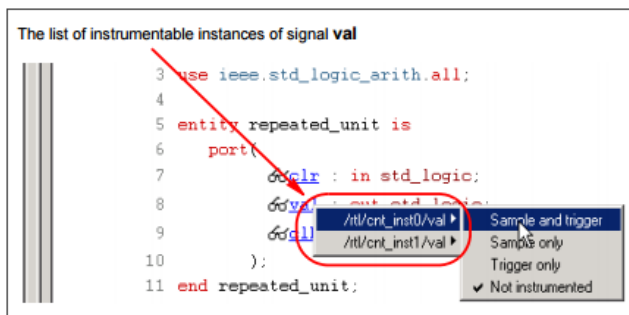 The list of instrumentable instances of signal val
3 use ieee.std_logic_arith.all;
4
5 entity repeated_unit is
6 port(
7 clr : in std_logic;
8 val : out std_logic;
/rtl/cnt_inst0/val Sample and trigger
9
/rtl/cnt_inst1/val Sample only
Trigger only
10 );
Not instrumented
11 end repeated_unit;